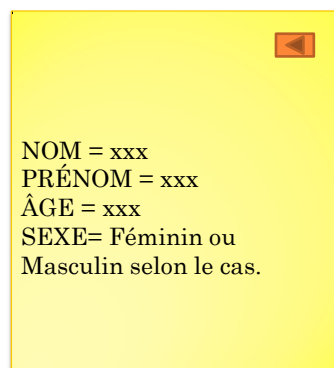 NOM = xxx
PRÉNOM = xxx
ÂGE = xxx
SEXE= Féminin ou
Masculin selon le cas.